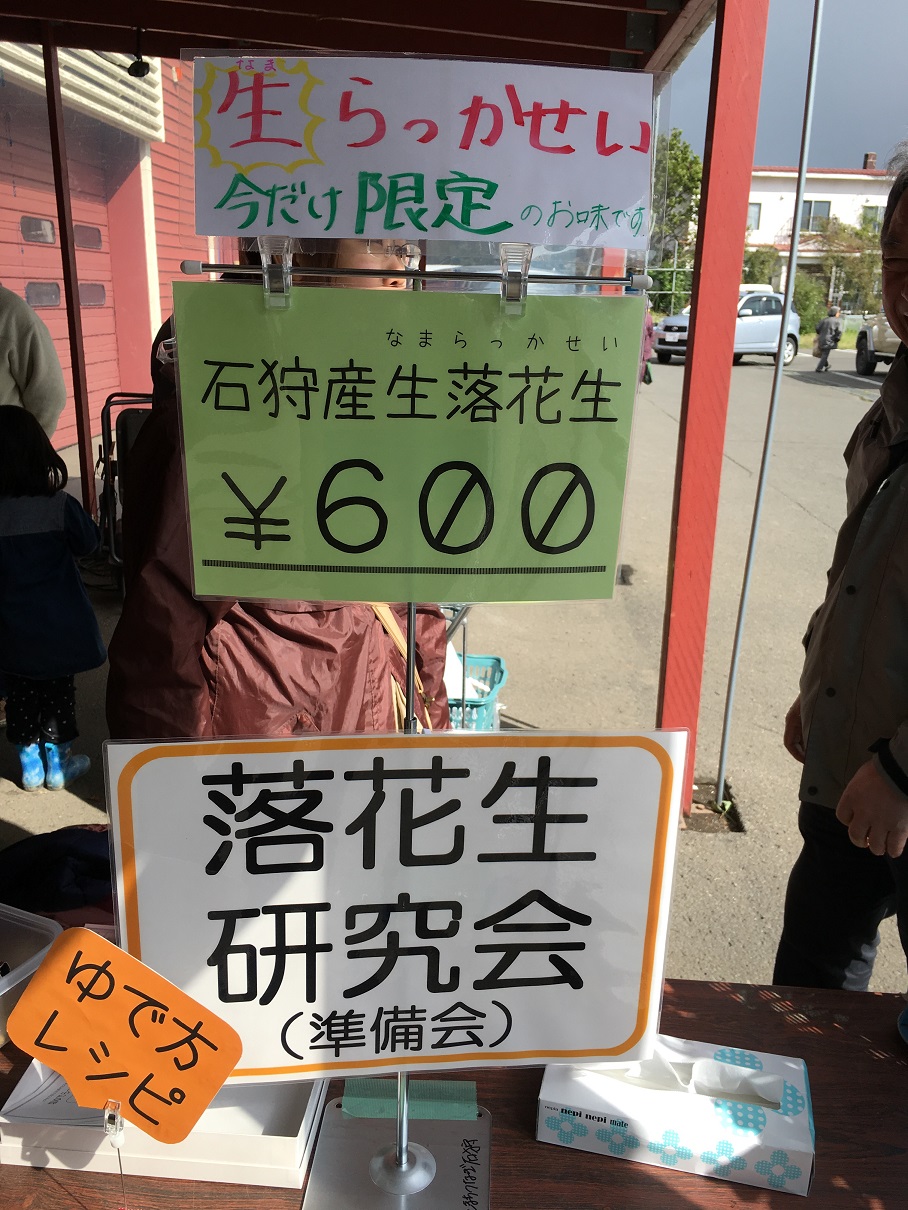 なま
生らっかせい
今だけ限定のお味です
なまらっかせい
石狩産生落花生
¥600
落花生
研究会
(準備会)
ゆで方
レシピ
nepia nepi nepi mate